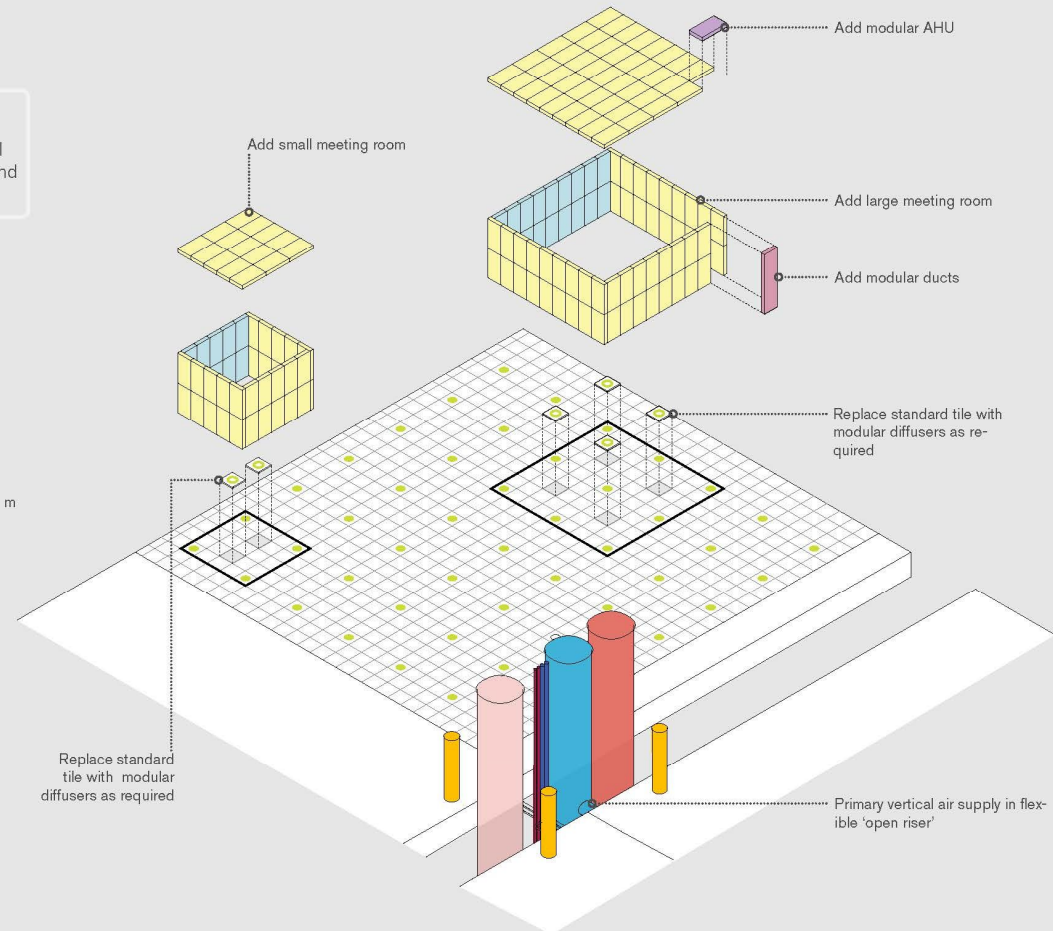 Add modular AHU
nd
Add small meeting room
Add large meeting room
Add modular ducts
Replace standard tile with
modular diffusers as re-
quired
m
Replace standard
tile with  modular
diffusers as required
Primary vertical air supply in flex-
ible ‘open riser’